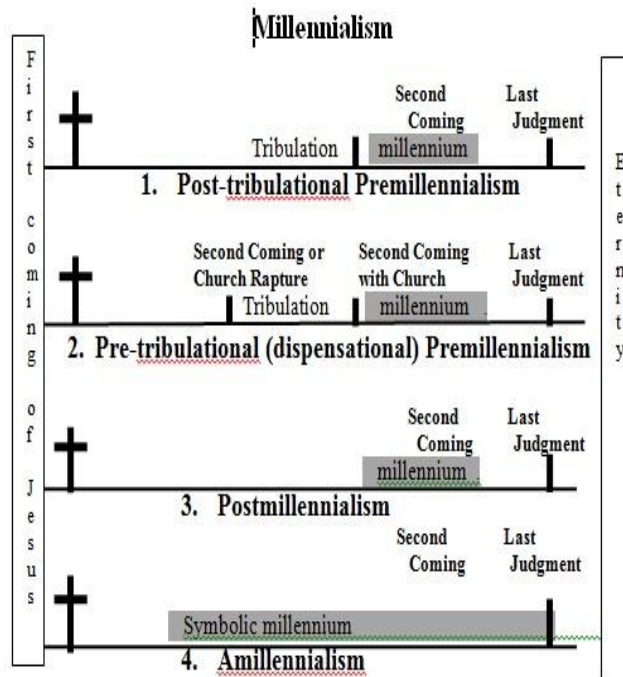 Millennialism
First coming of Jesus
Second Last
Coming Judgment
Tribulation millennium
1. Post-tribulational Premillennialism
Second Coming or Second Coming Last
Church Rapture with Church Judgment
Tribulation millennium
2. Pre-tribulational (dispensational) Premillennialism
Second Last
Coming Judgment
millennium
3. Postmillennialism
Second Last
Coming Judgment
Symbolic millennium
4. Amillennialism
Eternity